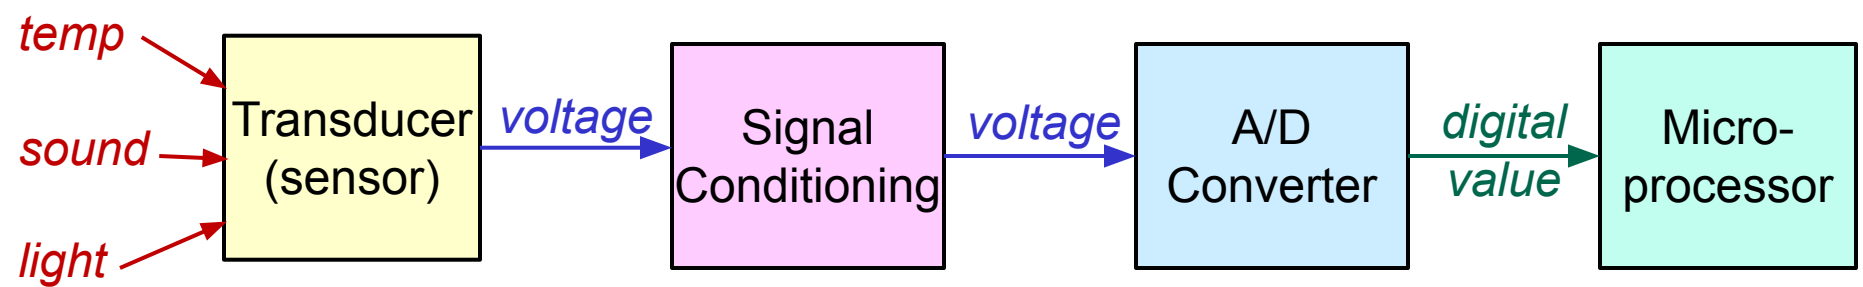 temp
sound
light
Transducer
(sensor)
voltage
Signal
Conditioning
voltage
A/D
Converter
digital
value
Micro-
processor